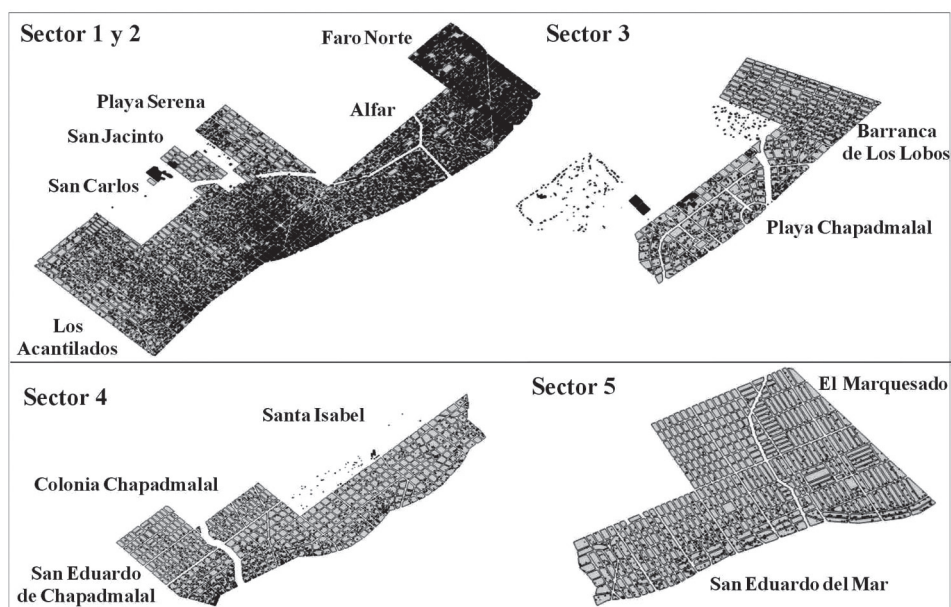 Sector 1 y 2
Faro Norte
Playa Serena
San Jacinto
Alfar
San Carlos
Los
Acantilados
Sector 3
Barranca
de Los Lobos
Playa Chapadmalal
Sector 4
Santa Isabel
Colonia Chapadmalal
San Eduardo
de Chapadmalal
Sector 5
El Marquesado
San Eduardo del Mar